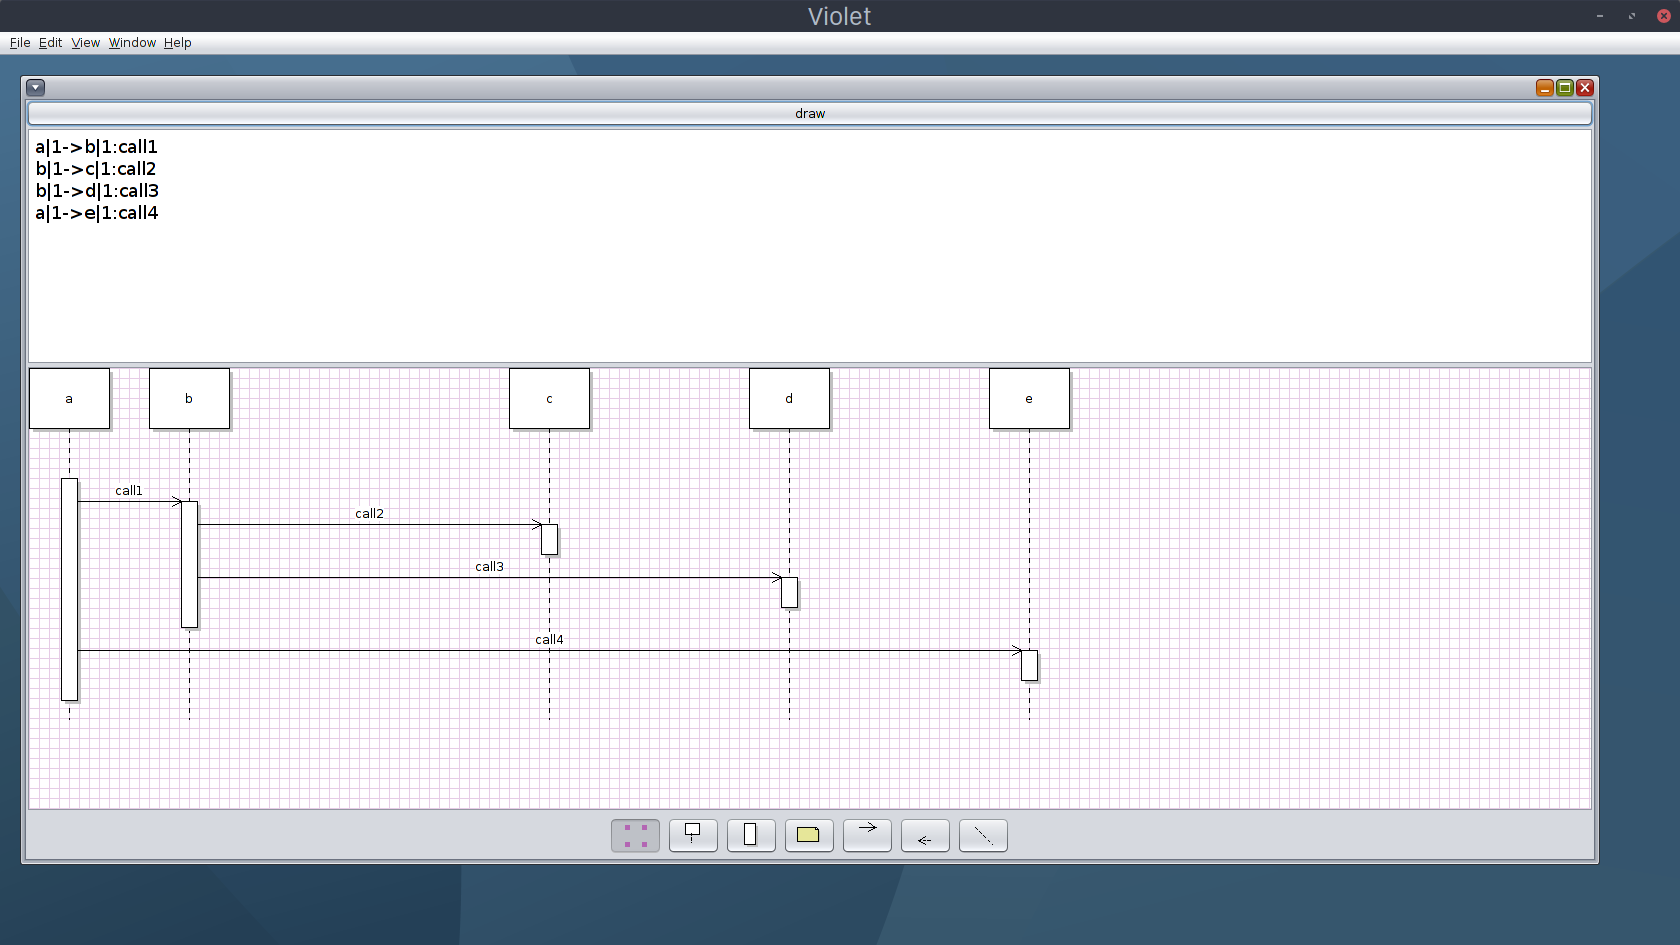 Violet
File Edit View Window Help
draw
a|1->b|1:call1
b|1->c|1:call2
b|1->d|1:call3
a|1->e|1:call4
a b c d e
call1
call2
call3
call4